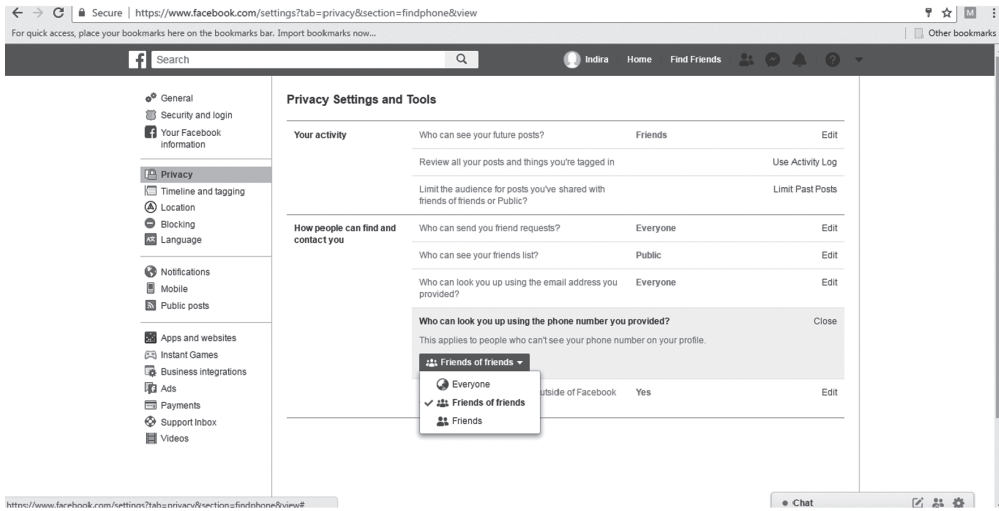 Secure | https://www.facebook.com/settings?tab=privacy&section=findphone&view
M
For quick access, place your bookmarks here on the bookmarks bar. Import bookmarks now...
Other bookmarks
f Search Indira Home Find Friends ?
General
Security and login
Your Facebook
information
Privacy
Timeline and tagging
Location
Blocking
Language
Notifications
Mobile
Public posts
Apps and websites
Instant Games
Business integrations
Ads
Payments
Support Inbox
Videos
Privacy Settings and Tools
Your activity Who can see your future posts? Friends Edit
Review all your posts and things you're tagged in Use Activity Log
Limit the audience for posts you've shared with Limit Past Posts
friends of friends or Public?
How people can find and Who can send you friend requests? Everyone Edit
contact you
Who can see your friends list? Public Edit
Who can look you up using the email address you Everyone Edit
provided?
Who can look you up using the phone number you provided? Close
This applies to people who can't see your phone number on your profile.
Friends of friends
Everyone
Friends of friends
Friends
utside of Facebook Yes Edit
https://www.facebook.com/settings?tab=privacy&section=findphone&view#
Chat